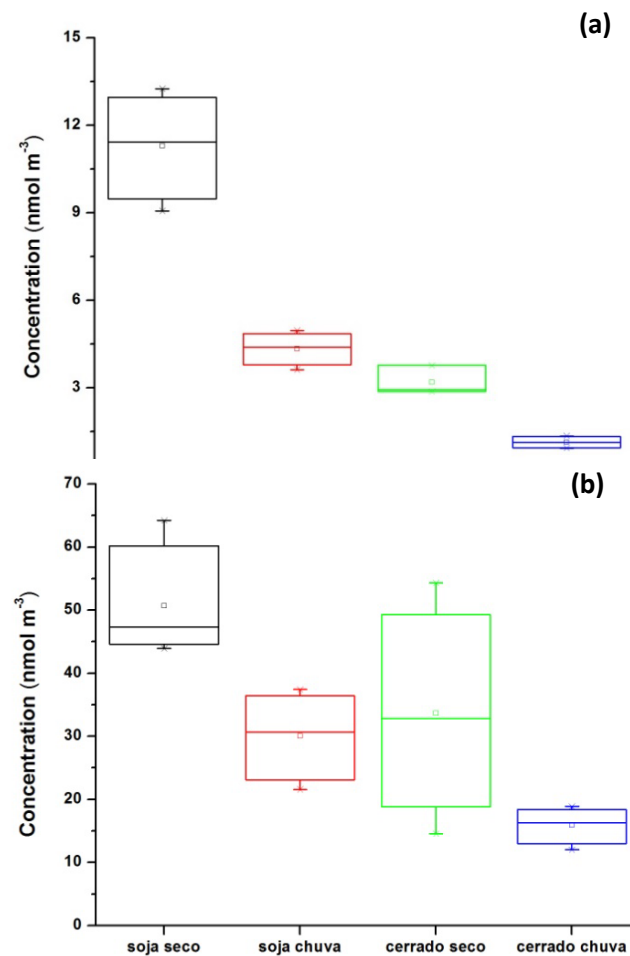 (a)
15
12
9
6
3
Concentration (nmol m-3)
(b)
70
60
50
40
30
20
10
0
Concentration (nmol m-3)
soja seco soja chuva cerrado seco cerrado chuva